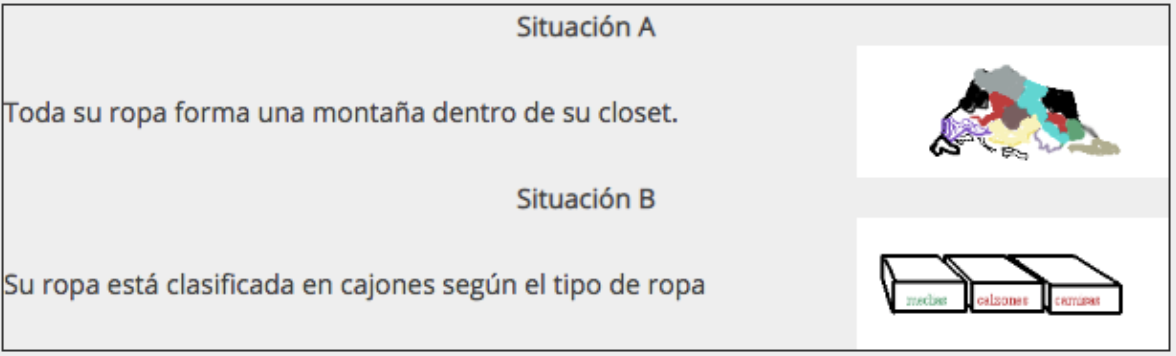 Situación A
Toda su ropa forma una montaña dentro de su closet.
Situación B
Su ropa está clasificada en cajones según el tipo de ropa
medias calzones camisas